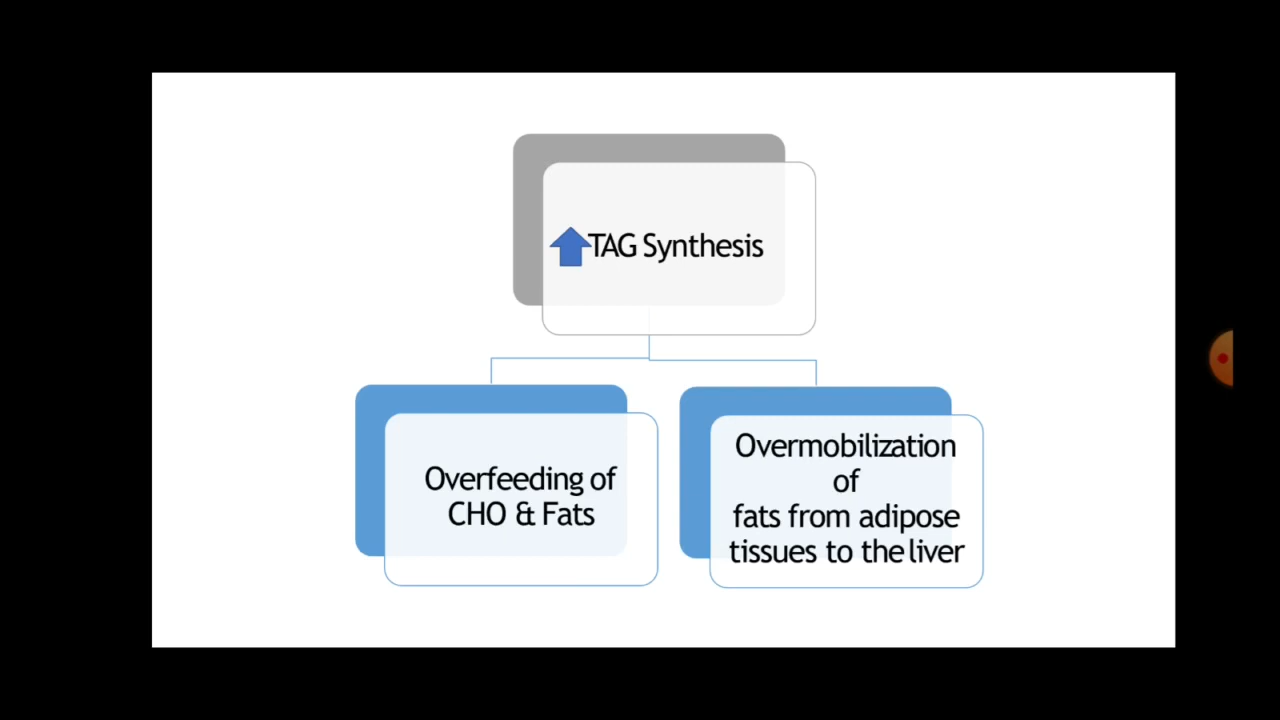 TAG Synthesis
Overfeeding of
CHO & Fats
Overmobilization
of
fats from adipose
tissues to the liver